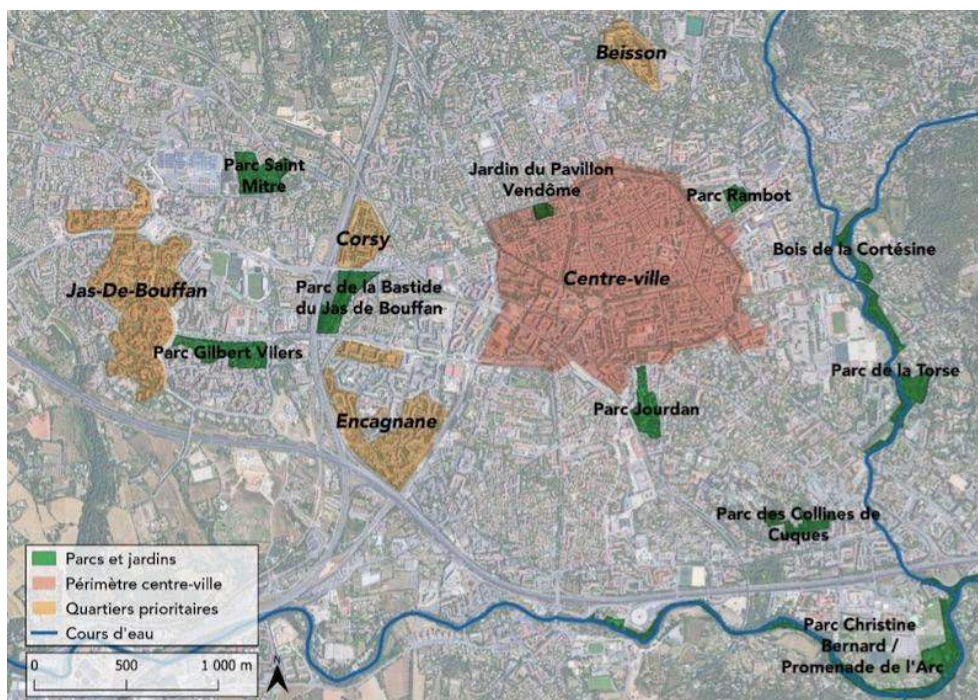 Beisson
Parc Saint
Mitre
Jardin du Pavillon
Vendôme
Parc Rambot
Corsy
Bois de la Cortésine
Jas-De-Bouffan
Parc de la Bastide
du Jas de Bouffan
Centre-ville
Parc Gilbert Vilers
Parc de la Torse
Encagnane
Parc Jourdan
Parc des Collines de
Cuques
Parc Christine
Bernard /
Promenade de l'Arc
Parcs et jardins
Périmètre centre-ville
Quartiers prioritaires
Cours d'eau
0 500 1 000 m
N